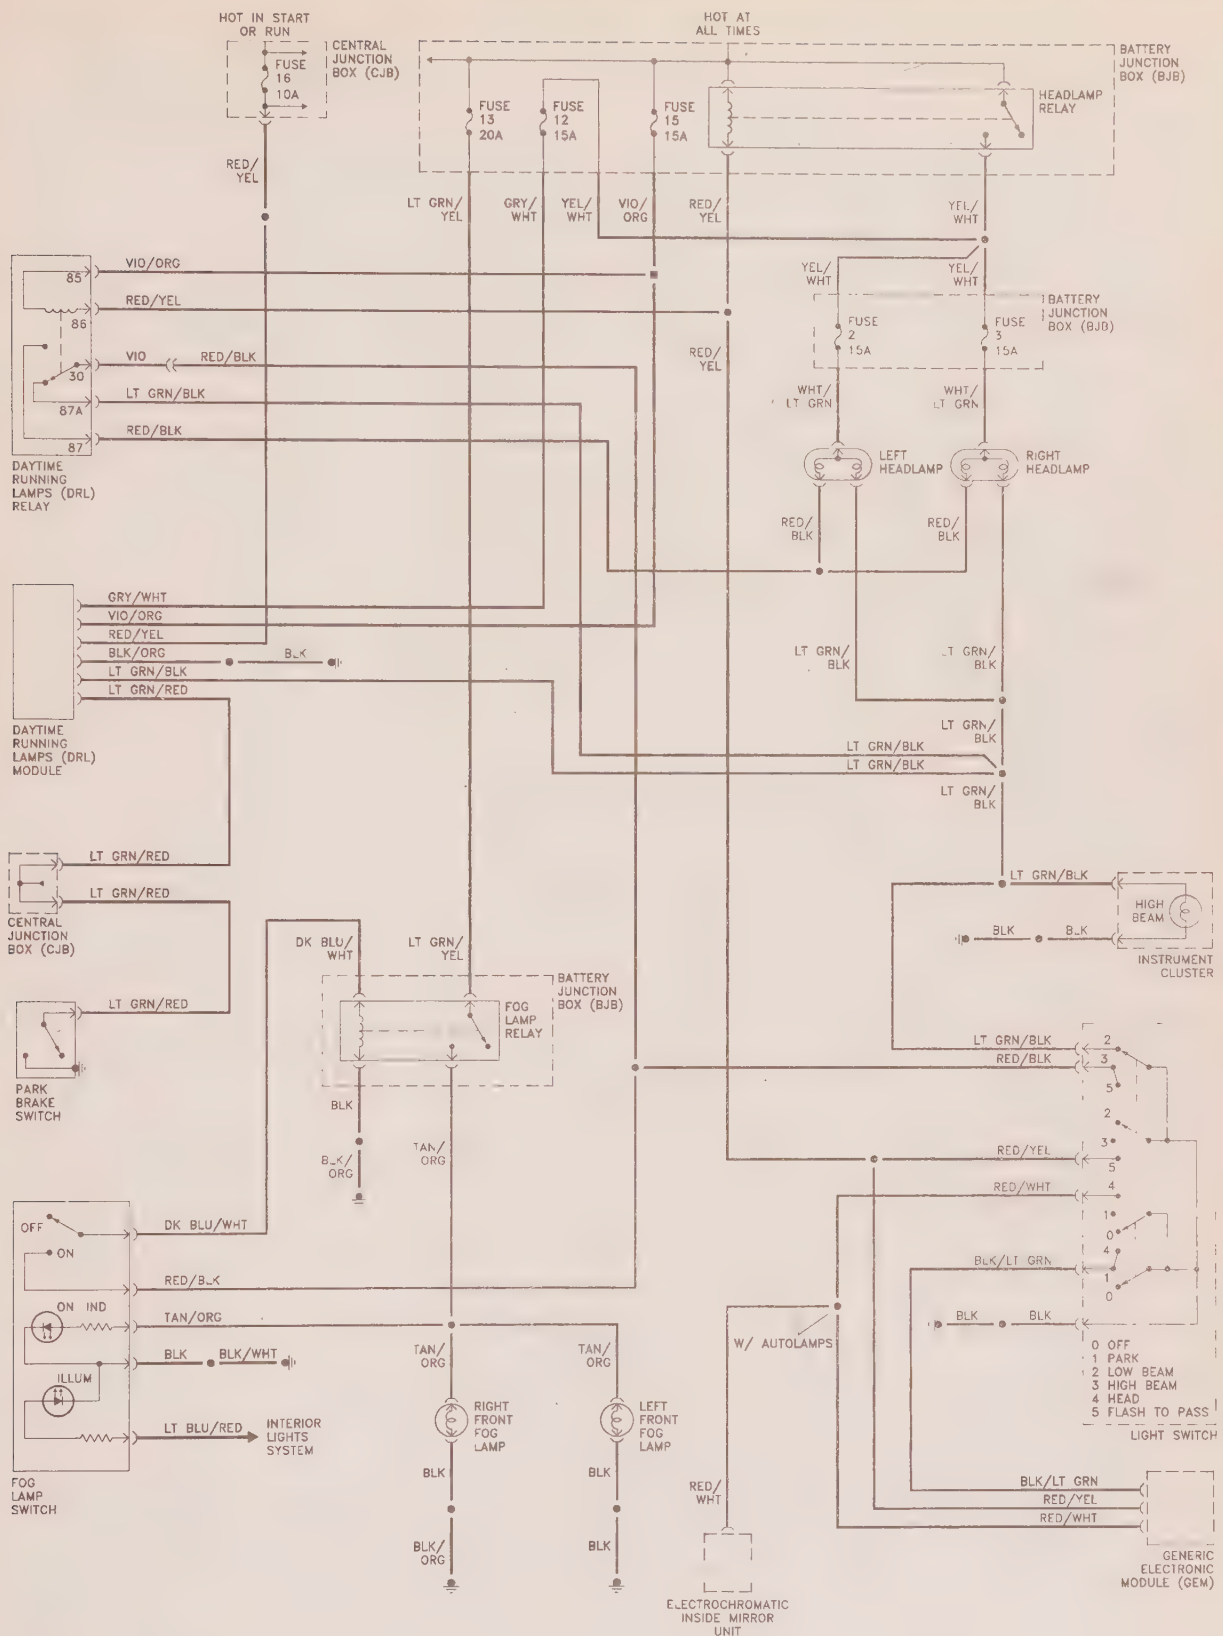 HOT IN START
OR RUN
CENTRAL
JUNCTION
BOX (CJB)
FUSE
16
10A
RED/
YEL
HOT AT
ALL TIMES
BATTERY
JUNCTION
BOX (BJB)
HEADLAMP
RELAY
FUSE
13
20A
FUSE
12
15A
FUSE
15
15A
LT GRN/
YEL
GRY/
WHT
YEL/
WHT
VIO/
ORG
RED/
YEL
YEL/
WHT
YEL/
WHT
YEL/
WHT
85
VIO/ORG
86
RED/YEL
30
VIO
RED/BLK
87A
LT GRN/BLK
87
RED/BLK
DAYTIME
RUNNING
LAMPS (DRL)
RELAY
RED/
YEL
BATTERY
JUNCTION
BOX (BJB)
FUSE
2
15A
FUSE
3
15A
WHT/
LT GRN
WHT/
LT GRN
LEFT
HEADLAMP
RIGHT
HEADLAMP
RED/
BLK
RED/
BLK
GRY/WHT
VIO/ORG
RED/YEL
BLK/ORG
BLK
LT GRN/BLK
LT GRN/RED
DAYTIME
RUNNING
LAMPS (DRL)
MODULE
LT GRN/
BLK
LT GRN/
BLK
LT GRN/
BLK
LT GRN/BLK
LT GRN/BLK
LT GRN/
BLK
LT GRN/RED
LT GRN/RED
CENTRAL
JUNCTION
BOX (CJB)
LT GRN/BLK
HIGH
BEAM
BLK
BLK
INSTRUMENT
CLUSTER
DK BLU/
WHT
LT GRN/
YEL
BATTERY
JUNCTION
BOX (BJB)
FOG
LAMP
RELAY
LT GRN/RED
PARK
BRAKE
SWITCH
BLK
BLK/
ORG
TAN/
ORG
LT GRN/BLK
RED/BLK
2
3
5
2
3
RED/YEL
5
RED/WHT
4
1
0
4
BLK/LT GRN
1
0
BLK
BLK
0 OFF
1 PARK
2 LOW BEAM
3 HIGH BEAM
4 HEAD
5 FLASH TO PASS
LIGHT SWITCH
OFF
DK BLU/WHT
ON
RED/BLK
ON IND
TAN/ORG
BLK
BLK/WHT
ILLUM
LT BLU/RED
INTERIOR
LIGHTS
SYSTEM
FOG
LAMP
SWITCH
TAN/
ORG
TAN/
ORG
RIGHT
FRONT
FOG
LAMP
LEFT
FRONT
FOG
LAMP
BLK
BLK
BLK/
ORG
BLK
W/ AUTOLAMPS
RED/
WHT
ELECTROCHROMATIC
INSIDE MIRROR
UNIT
BLK/LT GRN
RED/YEL
RED/WHT
GENERIC
ELECTRONIC
MODULE (GEM)